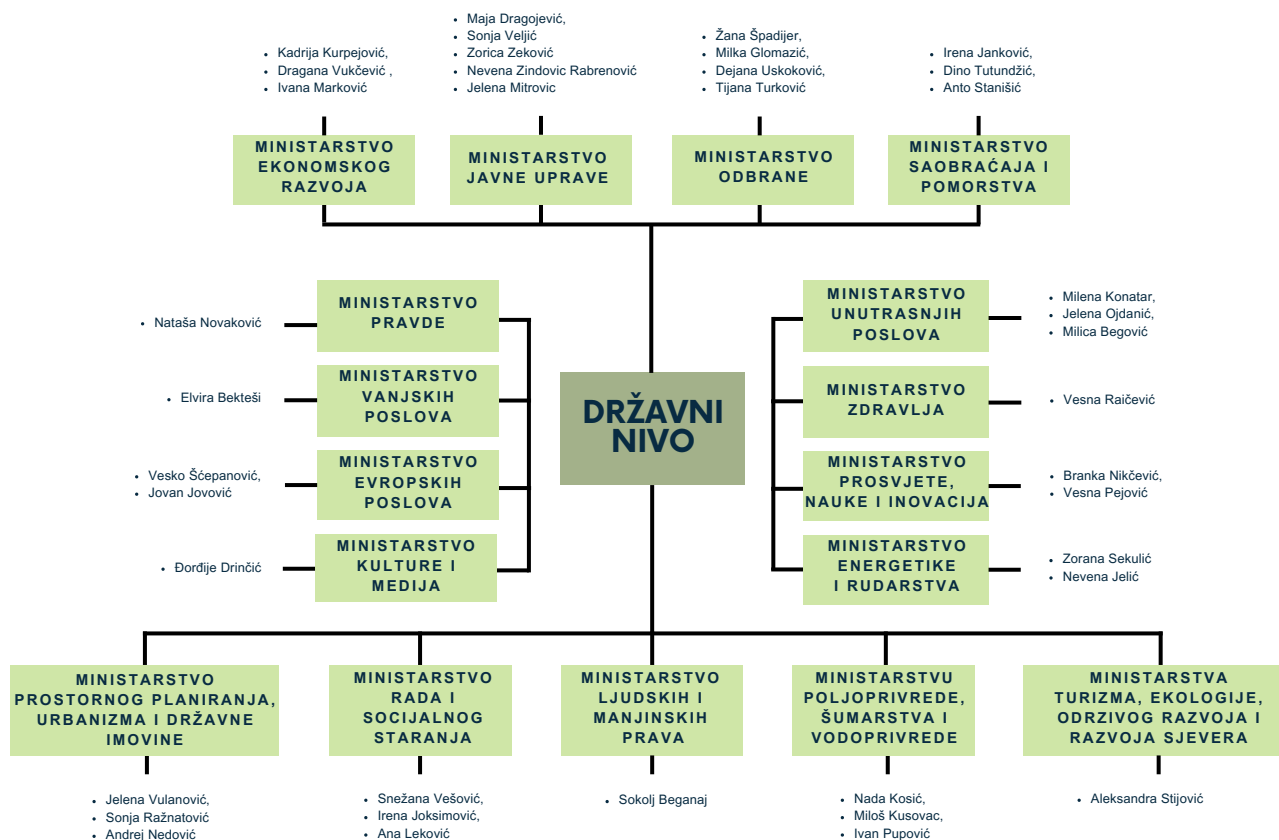 Kadrija Kurpejović,
Dragana Vukčević ,
Ivana Marković
Maja Dragojević,
Sonja Veljić
Zorica Zeković
Nevena Zindovic Rabrenović
Jelena Mitrovic
Žana Špadijer,
Milka Glomazić,
Dejana Uskoković,
Tijana Turković
Irena Janković,
Dino Tutundžić,
Anto Stanišić
MINISTARSTVO
EKONOMSKOG
RAZVOJA
MINISTARSTVO
JAVNE UPRAVE
MINISTARSTVO
ODBRANE
MINISTARSTVO
SAOBRAĆAJA I
POMORSTVA
Nataša Novaković
MINISTARSTVO
PRAVDE
MINISTARSTVO
UNUTRASNJIH
POSLOVA
Milena Konatar,
Jelena Ojdanić,
Milica Begović
Elvira Bekteši
MINISTARSTVO
VANJSKIH
POSLOVA
DRŽAVNI
NIVO
MINISTARSTVO
ZDRAVLJA
Vesna Raičević
Vesko Šćepanović,
Jovan Jovović
MINISTARSTVO
EVROPSKIH
POSLOVA
MINISTARSTVO
PROSVJETE,
NAUKE I INOVACIJA
Branka Nikčević,
Vesna Pejović
Đorđije Drinčić
MINISTARSTVO
KULTURE I
MEDIJA
MINISTARSTVO
ENERGETIKE
I RUDARSTVA
Zorana Sekulić
Nevena Jelić
MINISTARSTVO
PROSTORNOG PLANIRANJA,
URBANIZMA I DRŽAVNE
IMOVINE
MINISTARSTVO
RADA I
SOCIJALNOG
STARANJA
MINISTARSTVO
LJUDSKIH I
MANJINSKIH
PRAVA
MINISTARSTVU
POLJOPRIVREDE,
ŠUMARSTVA I
VODOPRIVREDE
MINISTARSTVA
TURIZMA, EKOLOGIJE,
ODRZIVOG RAZVOJA I
RAZVOJA SJEVERA
Jelena Vulanović,
Sonja Ražnatović
Andrej Nedović
Snežana Vešović,
Irena Joksimović,
Ana Leković
Sokolj Beganaj
Nada Kosić,
Miloš Kusovac,
Ivan Pupović
Aleksandra Stijović